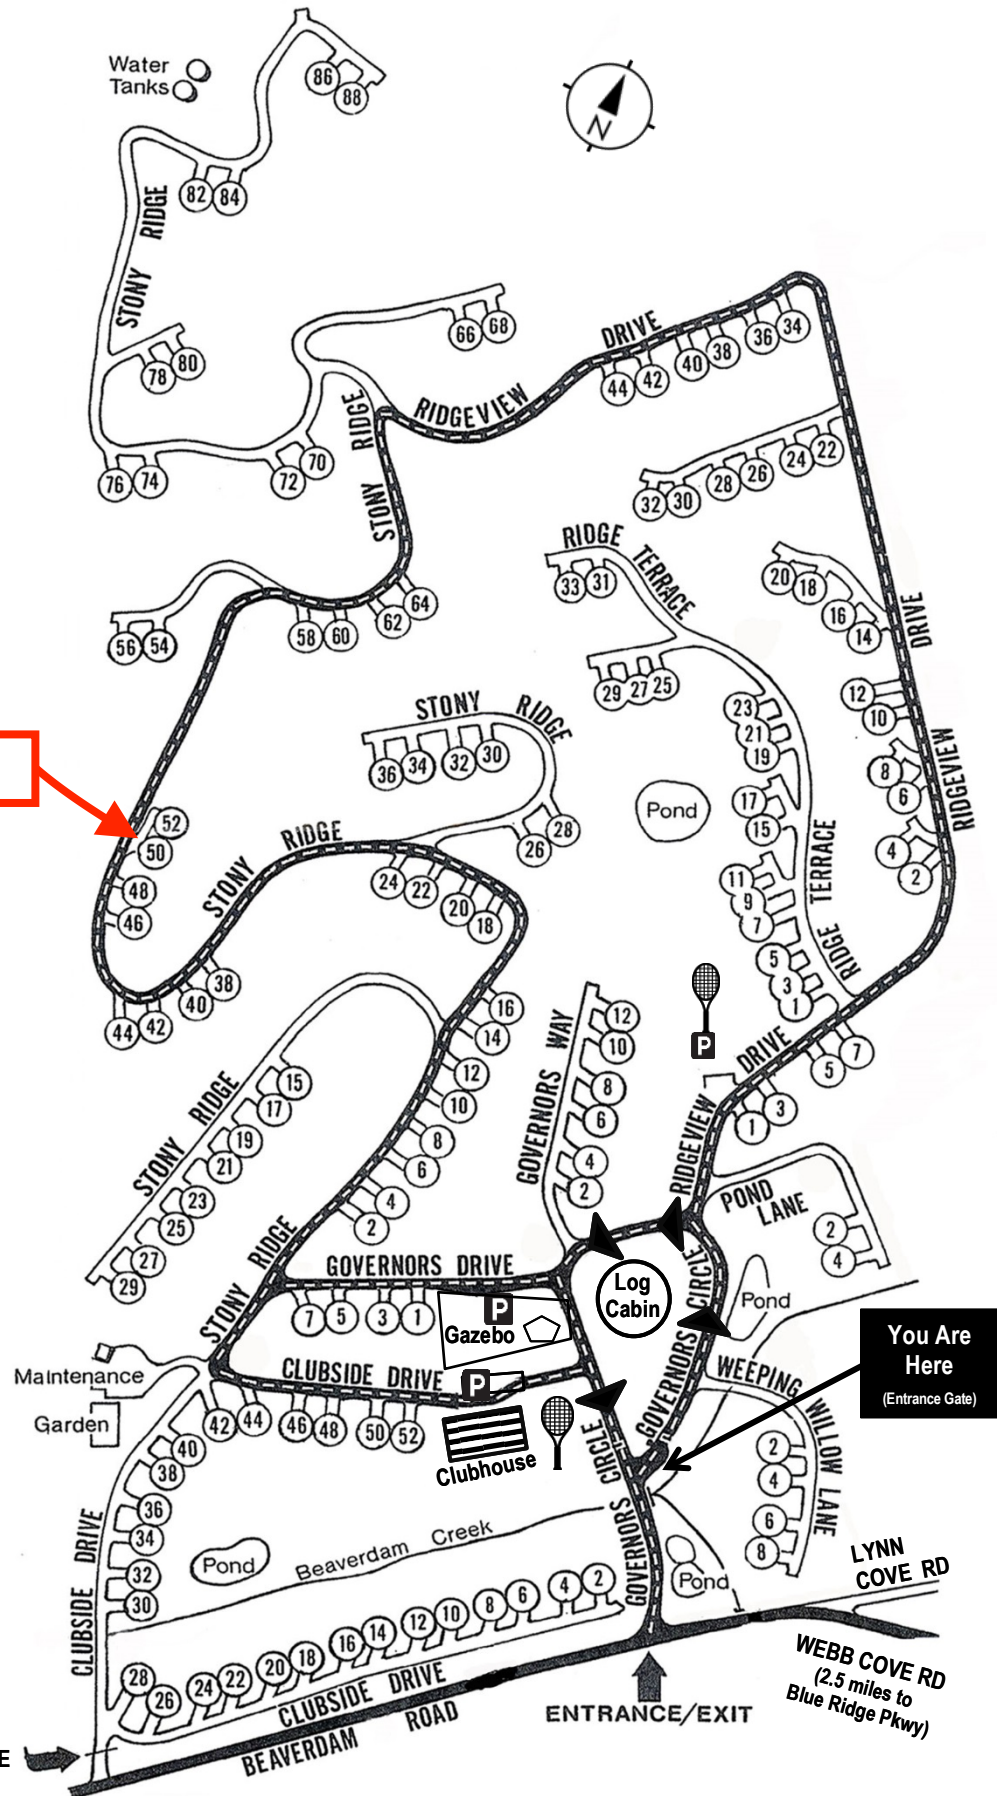 Water
Tanks
86
88
N
82
84
STONY RIDGE
80
78
66
68
RIDGEVIEW DRIVE
44
42
40
38
36
34
STONY RIDGE
76
74
72
70
32
30
28
26
24
22
RIDGE TERRACE
33
31
20
18
16
14
29
27
25
56
54
58
60
62
64
RIDGEVIEW DRIVE
12
10
8
6
4
2
23
21
19
17
15
11
9
7
5
3
1
RIDGE TERRACE
Pond
STONY RIDGE
36
34
32
30
28
26
52
50
48
46
44
42
40
38
STONY RIDGE
24
22
20
18
16
14
12
10
8
6
4
2
STONY RIDGE
15
17
19
21
23
25
27
29
STONY RIDGE
GOVERNORS WAY
12
10
8
6
4
2
P
RIDGEVIEW DRIVE
7
5
3
1
POND
LANE
2
4
GOVERNORS DRIVE
7
5
3
1
P
Gazebo
Log
Cabin
Pond
GOVERNORS CIRCLE
You Are
Here
(Entrance Gate)
Maintenance
Garden
CLUBSIDE DRIVE
P
42
44
46
48
50
52
Clubhouse
GOVERNORS CIRCLE
WEEPING WILLOW LANE
2
4
6
8
40
38
36
34
32
30
CLUBSIDE DRIVE
Pond
Beaverdam Creek
Pond
LYNN
COVE RD
28
26
24
22
20
18
16
14
12
10
8
6
4
2
CLUBSIDE DRIVE
BEAVERDAM ROAD
ENTRANCE/EXIT
WEBB COVE RD
(2.5 miles to
Blue Ridge Pkwy)
E